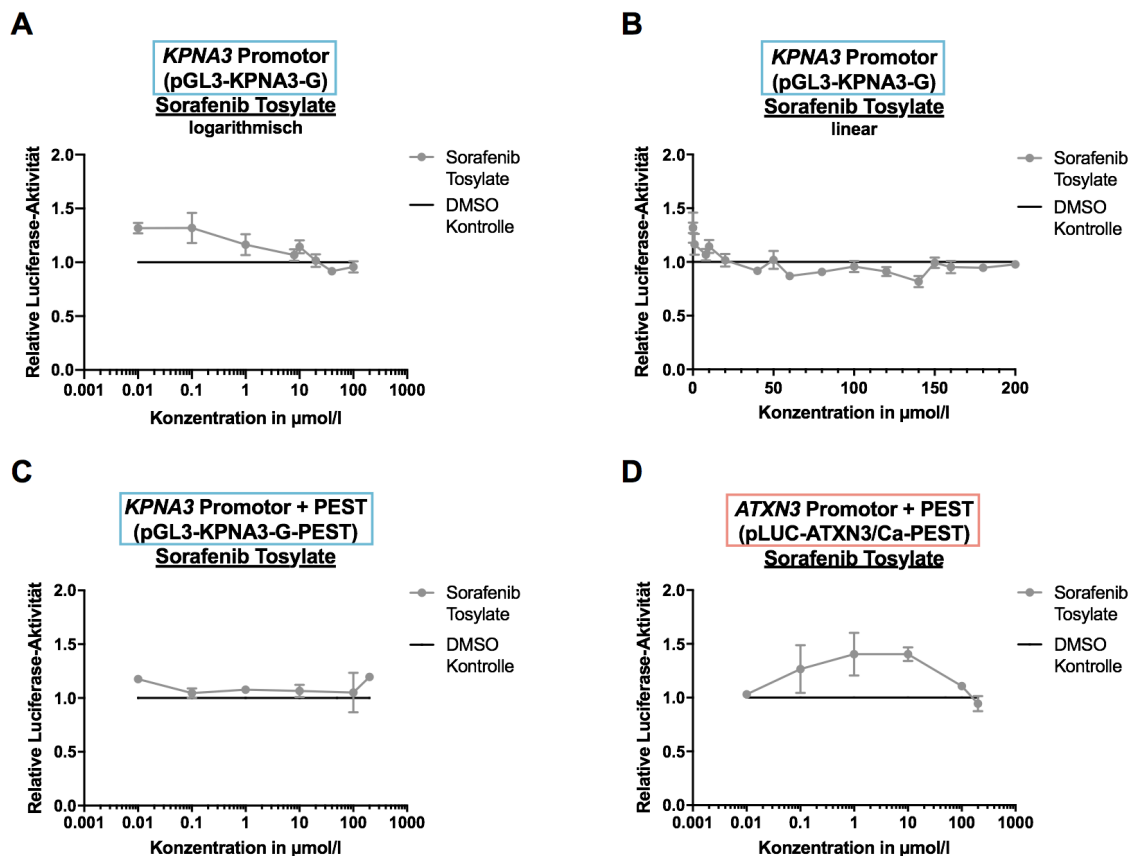 A
KPNA3 Promotor
(pGL3-KPNA3-G)
Sorafenib Tosylate
logarithmisch
Relative Luciferase-Aktivität
2.0
1.5
1.0
0.5
0.0
0.001 0.01 0.1 1 10 100 1000
Konzentration in µmol/l
Sorafenib
Tosylate
DMSO
Kontrolle
B
KPNA3 Promotor
(pGL3-KPNA3-G)
Sorafenib Tosylate
linear
Relative Luciferase-Aktivität
2.0
1.5
1.0
0.5
0.0
0 50 100 150 200
Konzentration in µmol/l
Sorafenib
Tosylate
DMSO
Kontrolle
C
KPNA3 Promotor + PEST
(pGL3-KPNA3-G-PEST)
Sorafenib Tosylate
Relative Luciferase-Aktivität
2.0
1.5
1.0
0.5
0.0
0.001 0.01 0.1 1 10 100 1000
Konzentration in µmol/l
Sorafenib
Tosylate
DMSO
Kontrolle
D
ATXN3 Promotor + PEST
(pLUC-ATXN3/Ca-PEST)
Sorafenib Tosylate
Relative Luciferase-Aktivität
2.0
1.5
1.0
0.5
0.0
0.001 0.01 0.1 1 10 100 1000
Konzentration in µmol/l
Sorafenib
Tosylate
DMSO
Kontrolle